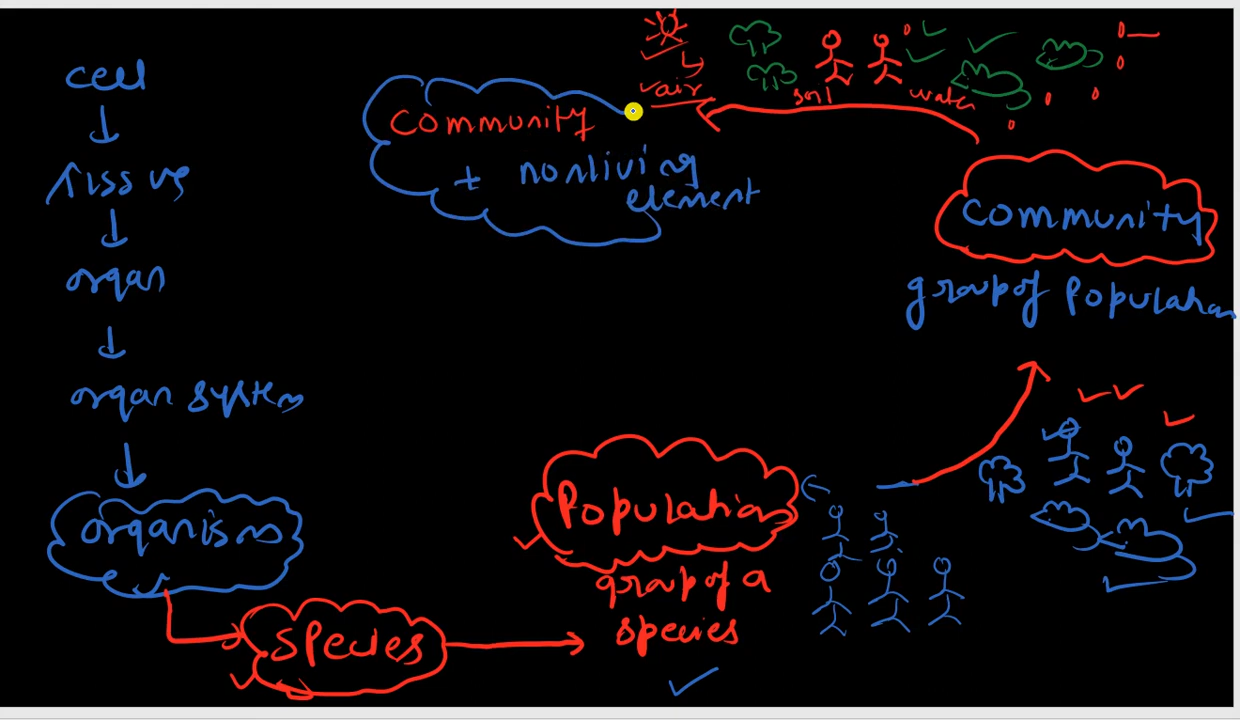 cell
Tissue
organ
organ system
organism
species
Population
group of a
species
community
group of Population
air
soil
water
community
+ nonliving
element